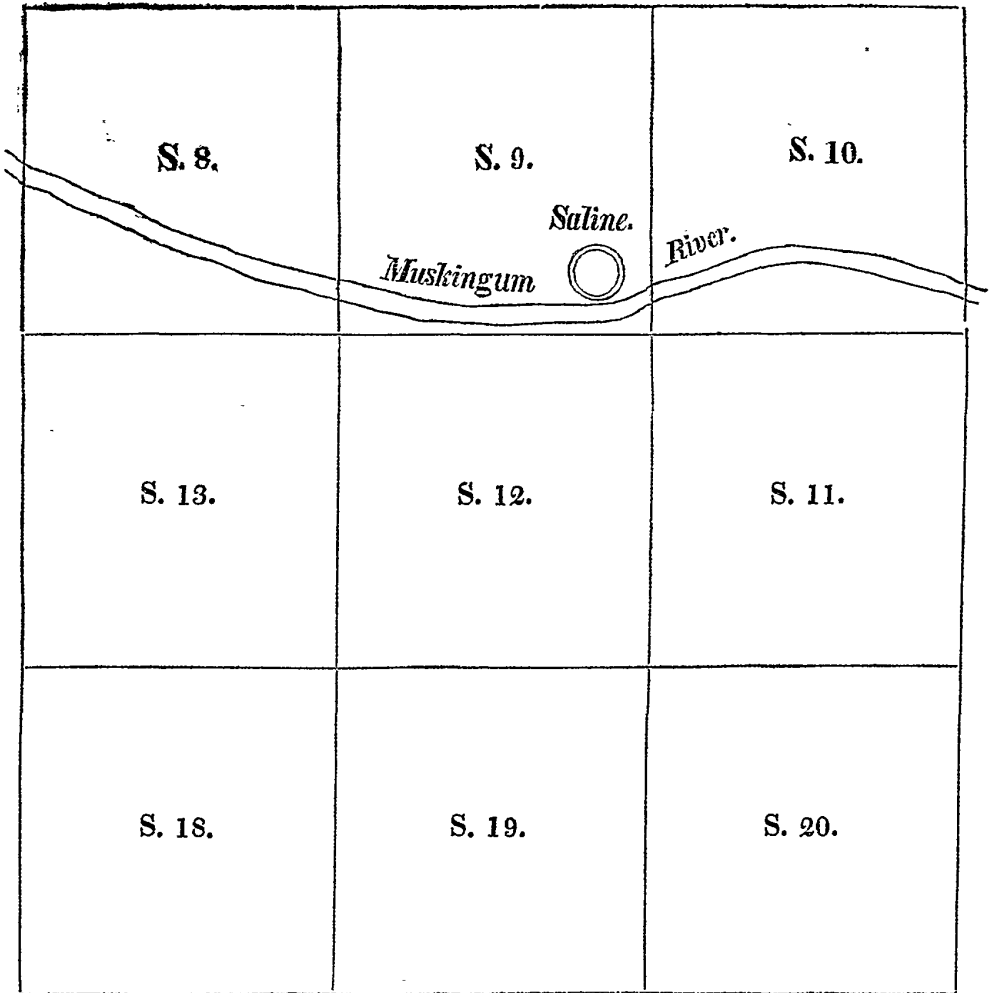 S. 8.
S. 9.
S. 10.
Saline.
Muskingum
River.
S. 13.
S. 12.
S. 11.
S. 18.
S. 19.
S. 20.